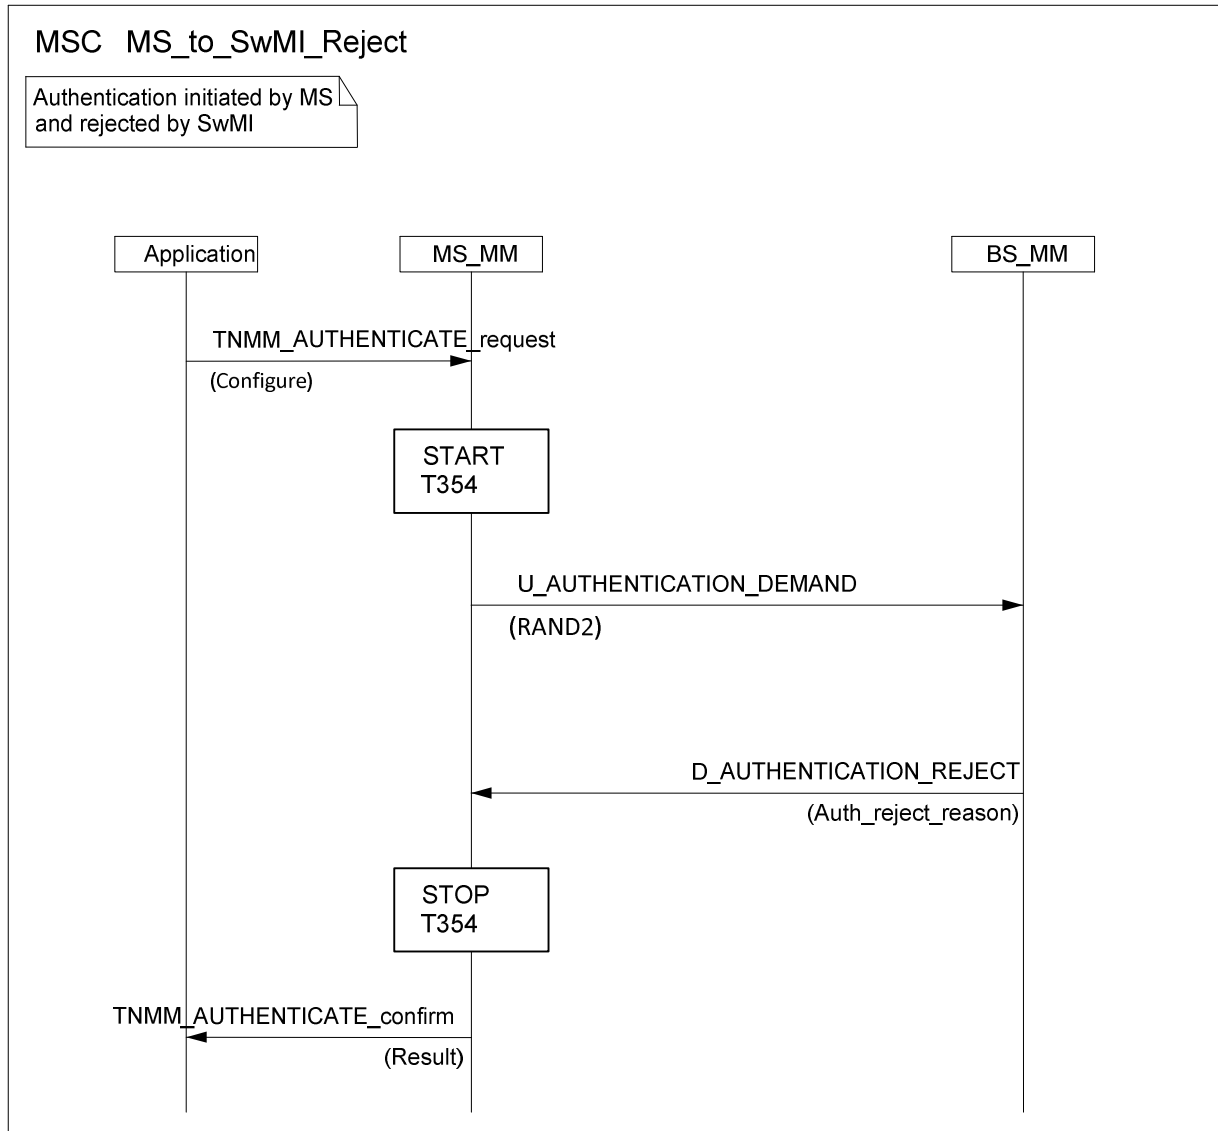 MSC MS_to_SwMI_Reject
Authentication initiated by MS
and rejected by SwMI
Application
MS_MM
BS_MM
TNMM_AUTHENTICATE_request
(Configure)
START
T354
U_AUTHENTICATION_DEMAND
(RAND2)
D_AUTHENTICATION_REJECT
(Auth_reject_reason)
STOP
T354
TNMM_AUTHENTICATE_confirm
(Result)